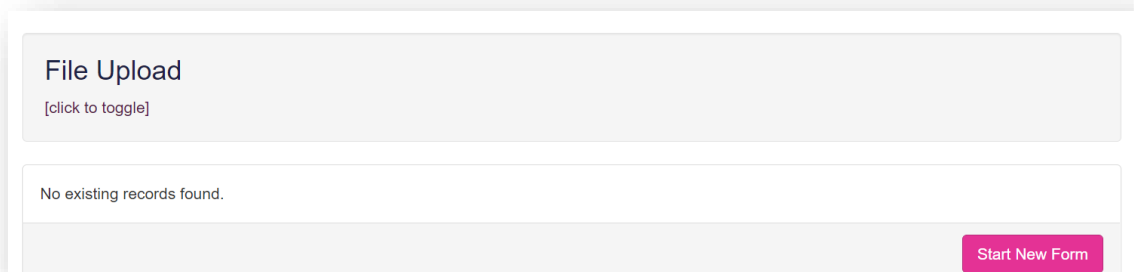 File Upload
[click to toggle]
No existing records found.
Start New Form